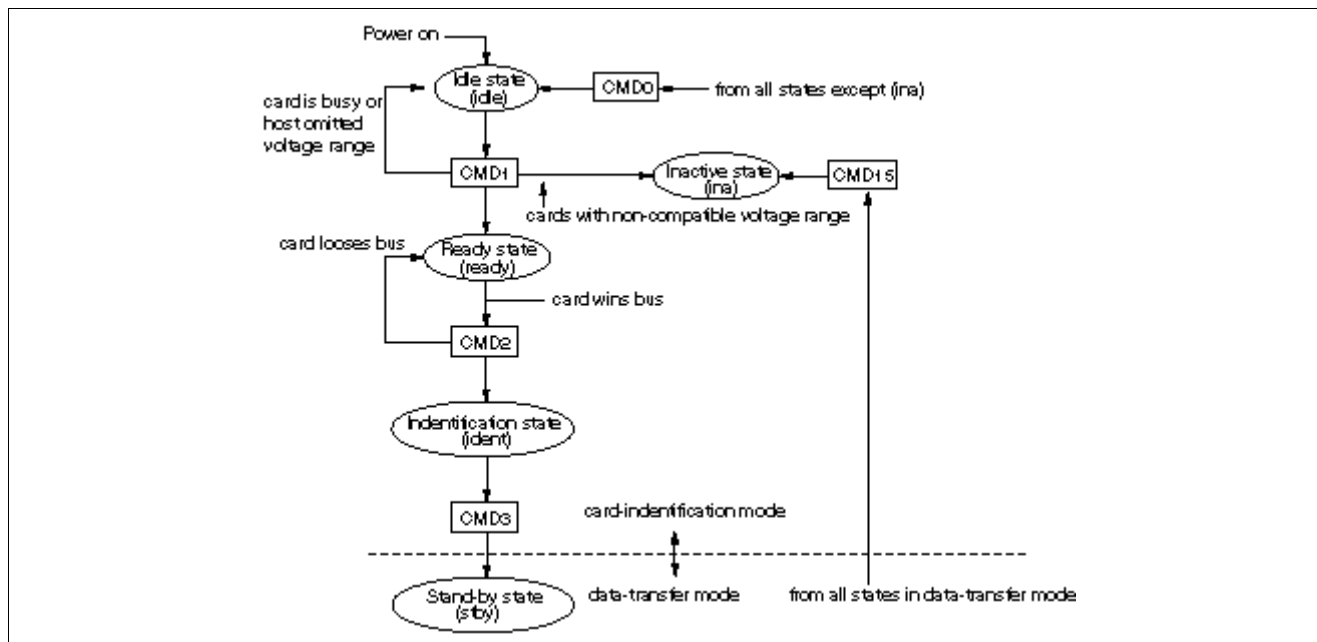 Power on
Idle state
(idle)
CMD0
from all states except (ina)
card is busy or
host omitted
voltage range
CMD1
Inactive state
(ina)
CMD15
cards with non-compatible voltage range
card looses bus
Ready state
(ready)
card wins bus
CMD2
Indentification state
(ident)
CMD3
card-indentification mode
Stand-by state
(stby)
data-transfer mode
from all states in data-transfer mode